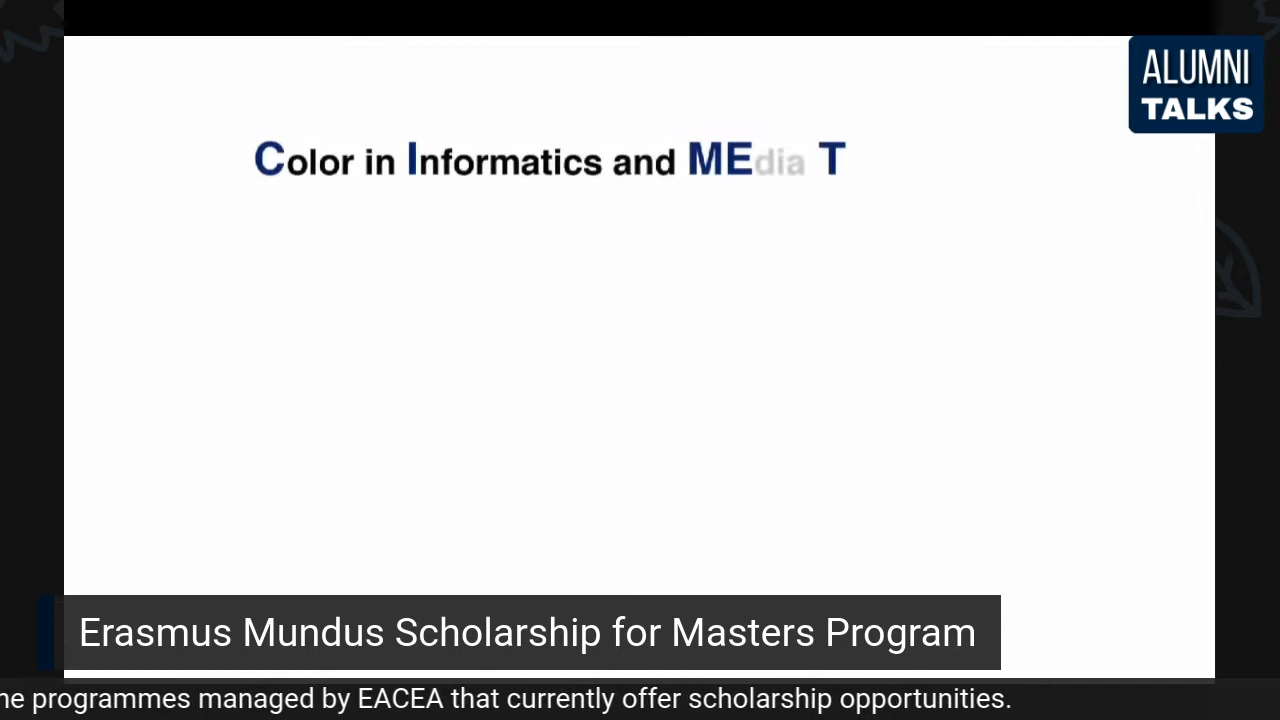 ALUMNI
TALKS
Color in Informatics and MEdia T
Erasmus Mundus Scholarship for Masters Program
he programmes managed by EACEA that currently offer scholarship opportunities.